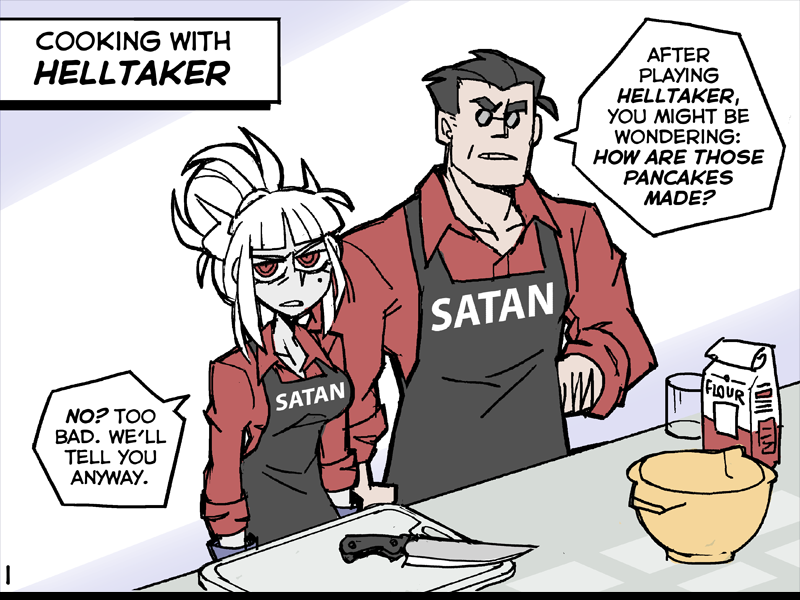 COOKING WITH
HELLTAKER
AFTER
PLAYING
HELLTAKER,
YOU MIGHT BE
WONDERING:
HOW ARE THOSE
PANCAKES
MADE?
SATAN
SATAN
NO? TOO
BAD. WE'LL
TELL YOU
ANYWAY.
FLOUR
1